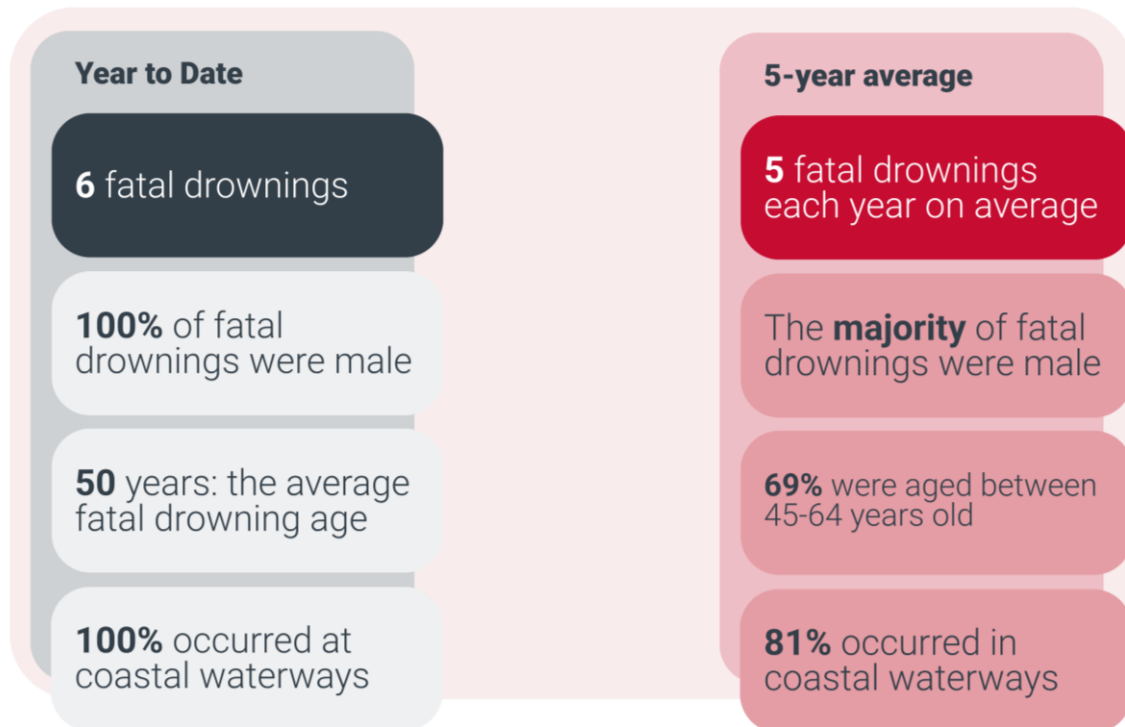 Year to Date
6 fatal drownings
100% of fatal
drownings were male
50 years: the average
fatal drowning age
100% occurred at
coastal waterways
5-year average
5 fatal drownings
each year on average
The majority of fatal
drownings were male
69% were aged between
45-64 years old
81% occurred in
coastal waterways